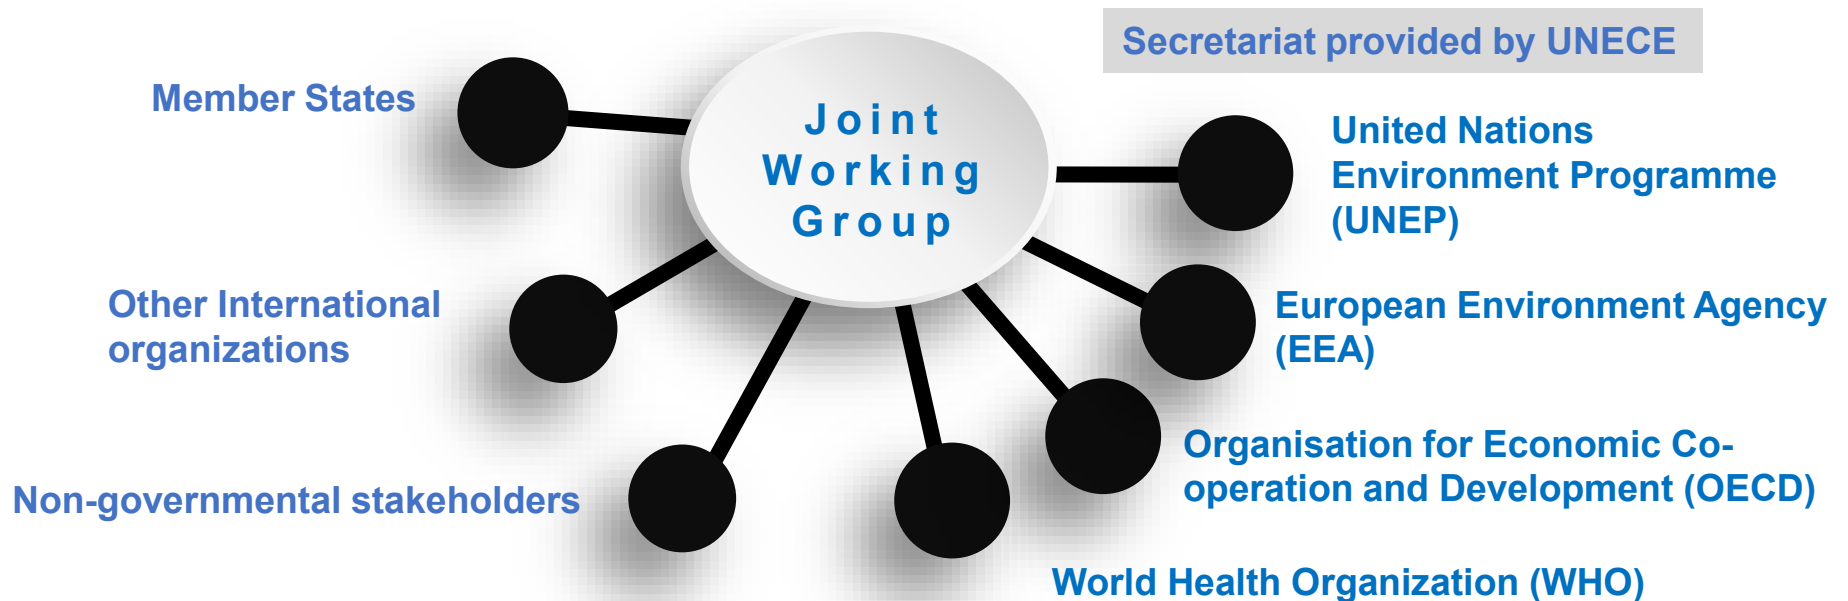 Secretariat provided by UNECE
Member States
Joint
Working
Group
United Nations
Environment Programme
(UNEP)
Other International
organizations
European Environment Agency
(EEA)
Organisation for Economic Co-
operation and Development (OECD)
Non-governmental stakeholders
World Health Organization (WHO)